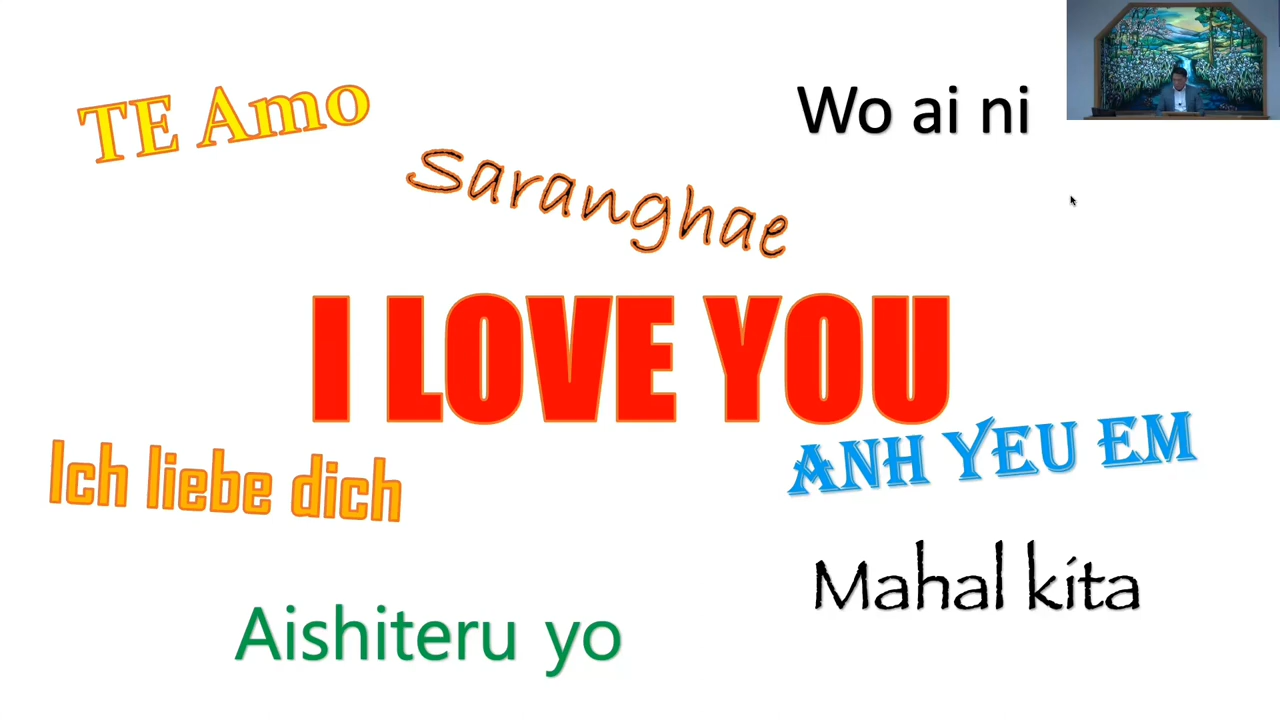 TE Amo
Wo ai ni
Saranghae
I LOVE YOU
Ich liebe dich
ANH YEU EM
Mahal kita
Aishiteru yo